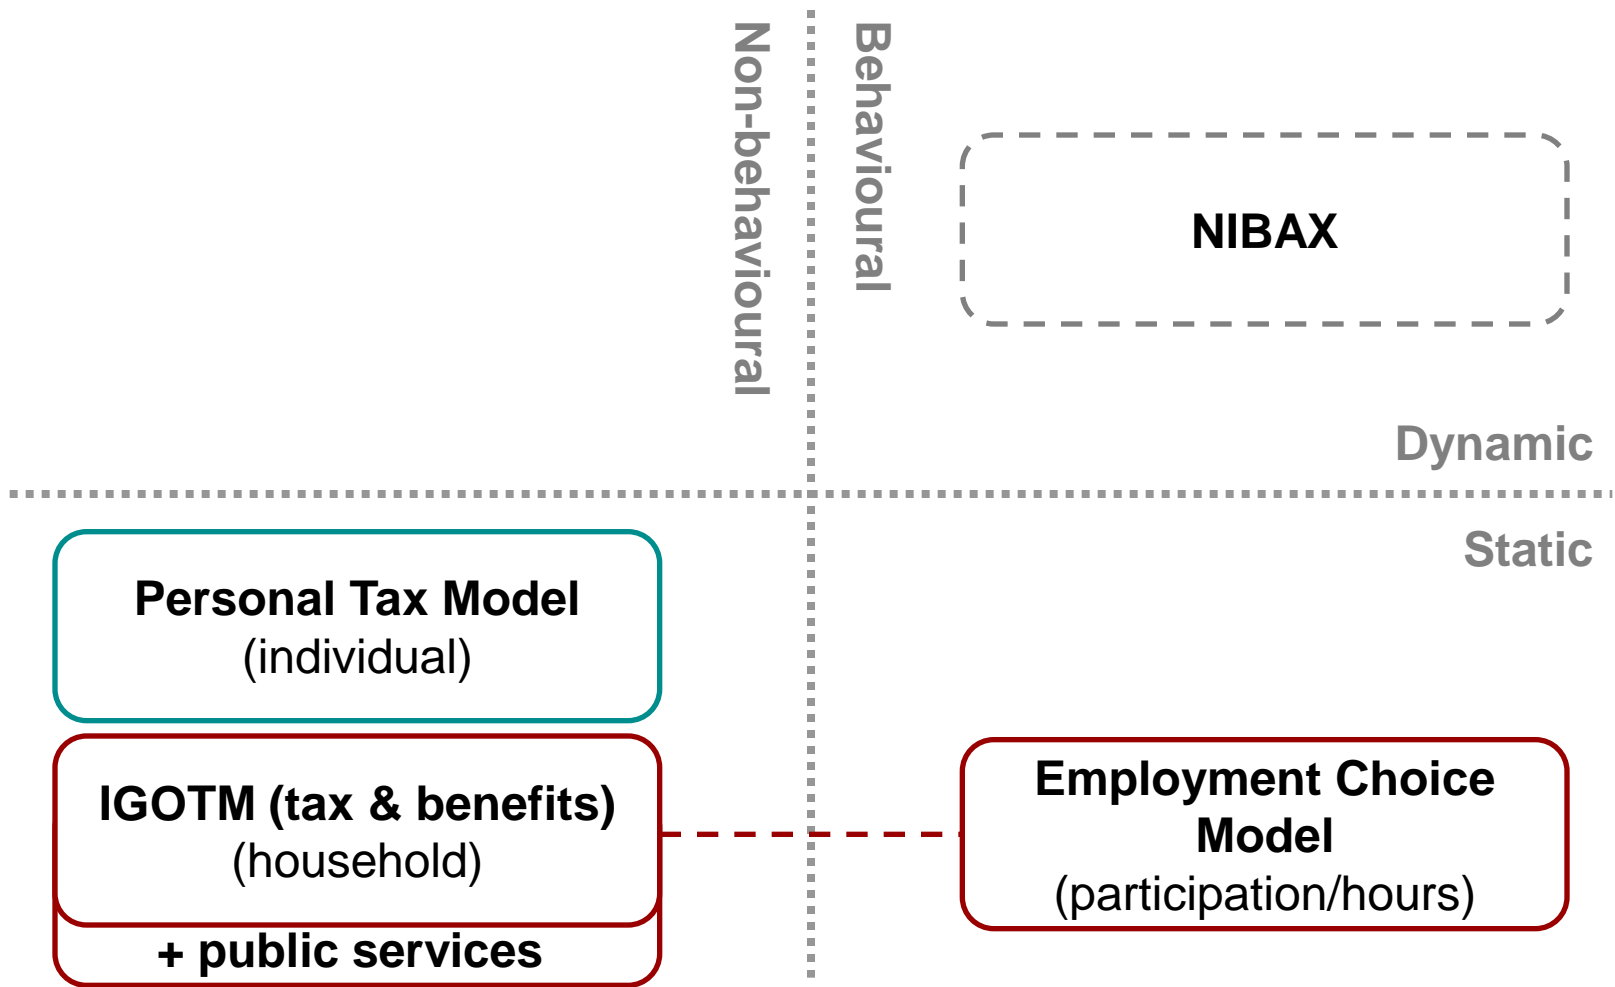 Non-behavioural
Behavioural
NIBAX
Dynamic
Static
Personal Tax Model
(individual)
IGOTM (tax & benefits)
(household)
+ public services
Employment Choice
Model
(participation/hours)